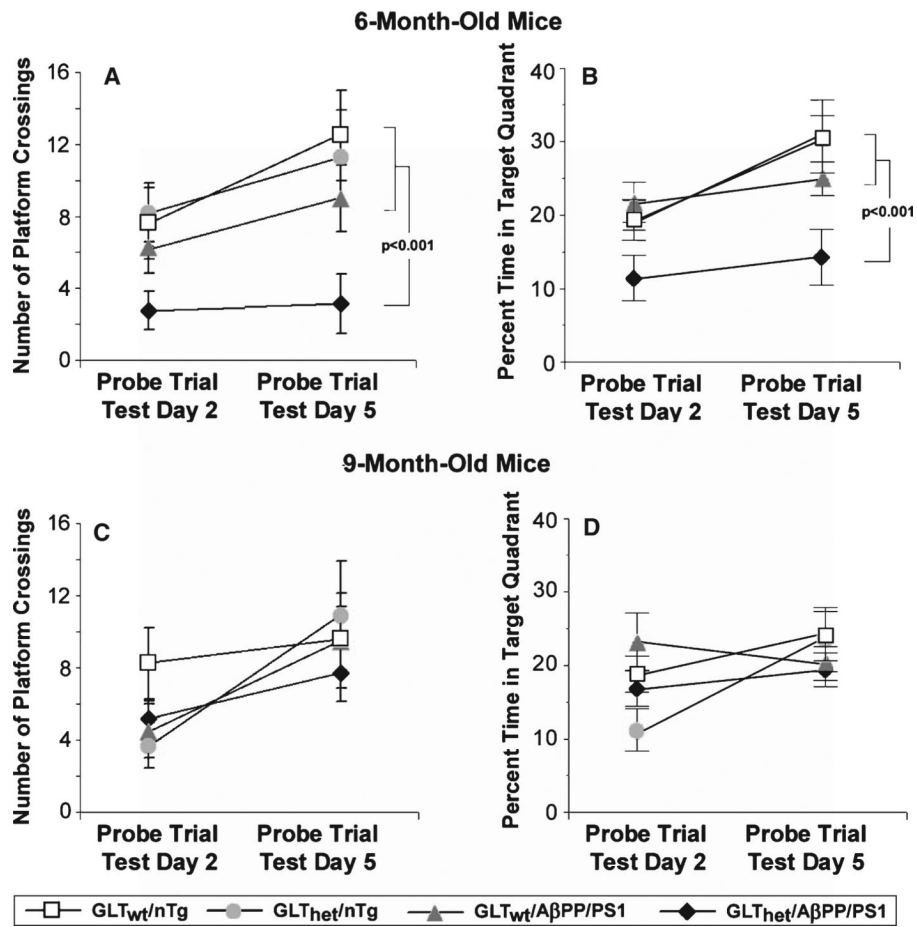 6-Month-Old Mice
A
Number of Platform Crossings
16
12
8
4
0
p<0.001
Probe Trial Test Day 2
Probe Trial Test Day 5
B
Percent Time in Target Quadrant
40
30
20
10
0
p<0.001
Probe Trial Test Day 2
Probe Trial Test Day 5
9-Month-Old Mice
C
Number of Platform Crossings
16
12
8
4
0
Probe Trial Test Day 2
Probe Trial Test Day 5
D
Percent Time in Target Quadrant
40
30
20
10
0
Probe Trial Test Day 2
Probe Trial Test Day 5
GLTwt/nTg GLThet/nTg GLTwt/AβPP/PS1 GLThet/AβPP/PS1